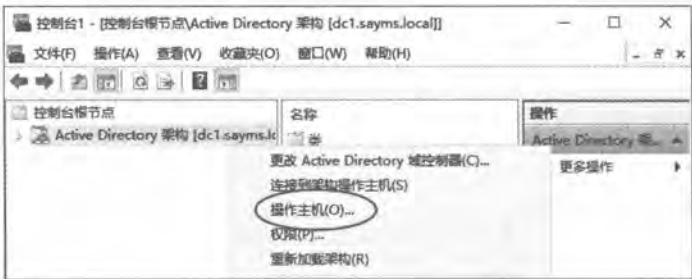 控制台1 - [控制台根节点\Active Directory 架构 [dc1.sayms.local]]
文件(F) 操作(A) 查看(V) 收藏夹(O) 窗口(W) 帮助(H)
控制台根节点
名称
操作
Active Directory 架构 [dc1.sayms.lc
类
Active Directory 架...
更改 Active Directory 域控制器(C)...
更多操作
连接到架构操作主机(S)
操作主机(O)...
权限(P)...
重新加载架构(R)